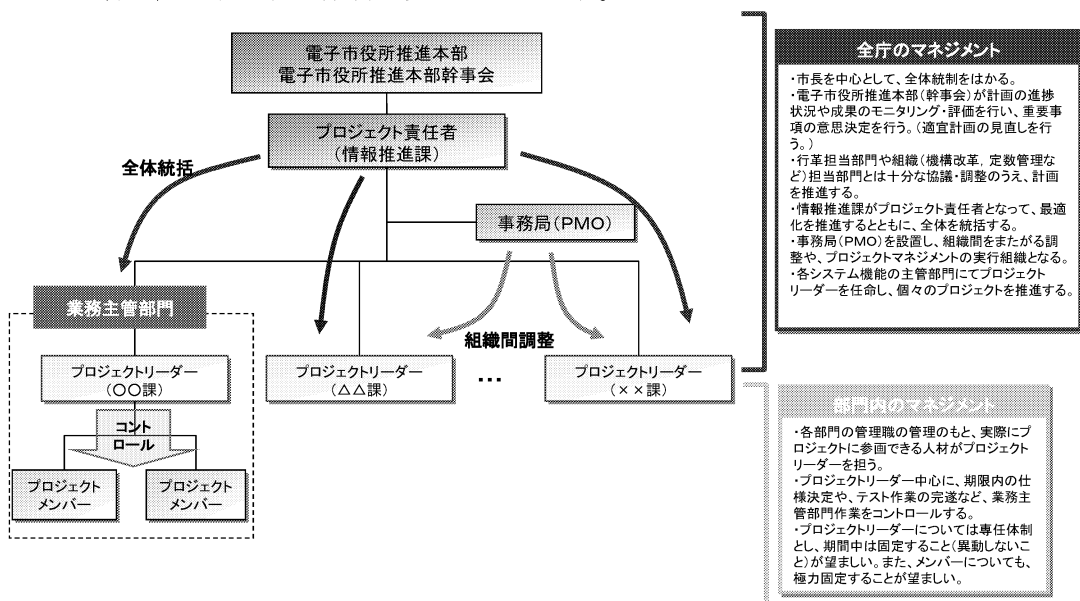 電子市役所推進本部
電子市役所推進本部幹事会
プロジェクト責任者
(情報推進課)
全体統括
事務局(PMO)
業務主管部門
組織間調整
プロジェクトリーダー
(〇〇課)
プロジェクトリーダー
(△△課)
…
プロジェクトリーダー
(××課)
コント
ロール
プロジェクト
メンバー
プロジェクト
メンバー
全庁のマネジメント
・市長を中心として、全体統制をはかる。
・電子市役所推進本部(幹事会)が計画の進捗
状況や成果のモニタリング・評価を行い、重要事
項の意思決定を行う。(適宜計画の見直しを行
う。)
・行革担当部門や組織(機構改革,定数管理な
ど)担当部門とは十分な協議・調整のうえ、計画
を推進する。
・情報推進課がプロジェクト責任者となって、最適
化を推進するとともに、全体を統括する。
・事務局(PMO)を設置し、組織間をまたがる調
整や、プロジェクトマネジメントの実行組織となる。
・各システム機能の主管部門にてプロジェクト
リーダーを任命し、個々のプロジェクトを推進する。
部門内のマネジメント
・各部門の管理職の管理のもと、実際にプ
ロジェクトに参画できる人材がプロジェクト
リーダーを担う。
・プロジェクトリーダー中心に、期限内の仕
様決定や、テスト作業の完遂など、業務主
管部門作業をコントロールする。
・プロジェクトリーダーについては専任体制
とし、期間中は固定すること(異動しないこ
と)が望ましい。また、メンバーについても、
極力固定することが望ましい。